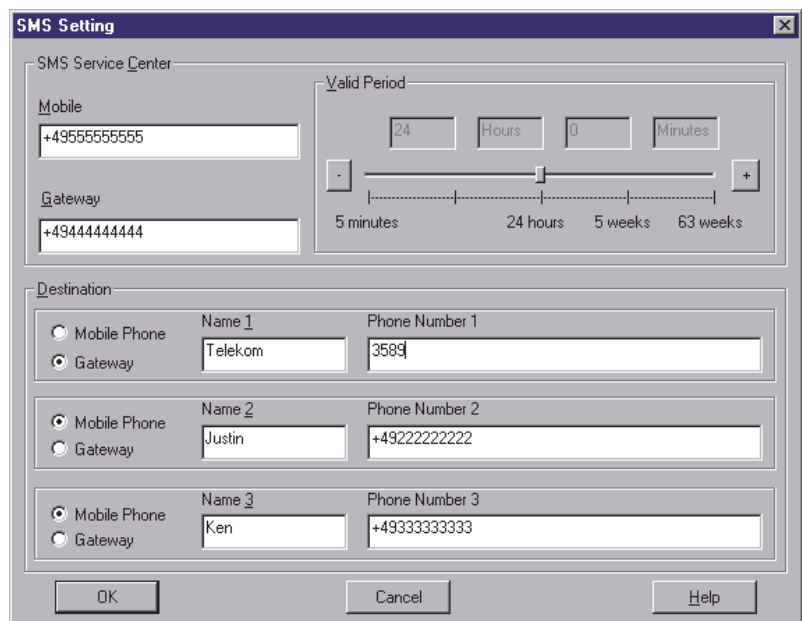 SMS Setting
SMS Service Center
Mobile
+49555555555
Gateway
+49444444444
Valid Period
24 Hours 0 Minutes
- +
5 minutes 24 hours 5 weeks 63 weeks
Destination
Mobile Phone
Gateway
Name 1
Telekom
Phone Number 1
3589
Mobile Phone
Gateway
Name 2
Justin
Phone Number 2
+49222222222
Mobile Phone
Gateway
Name 3
Ken
Phone Number 3
+49333333333
OK Cancel Help